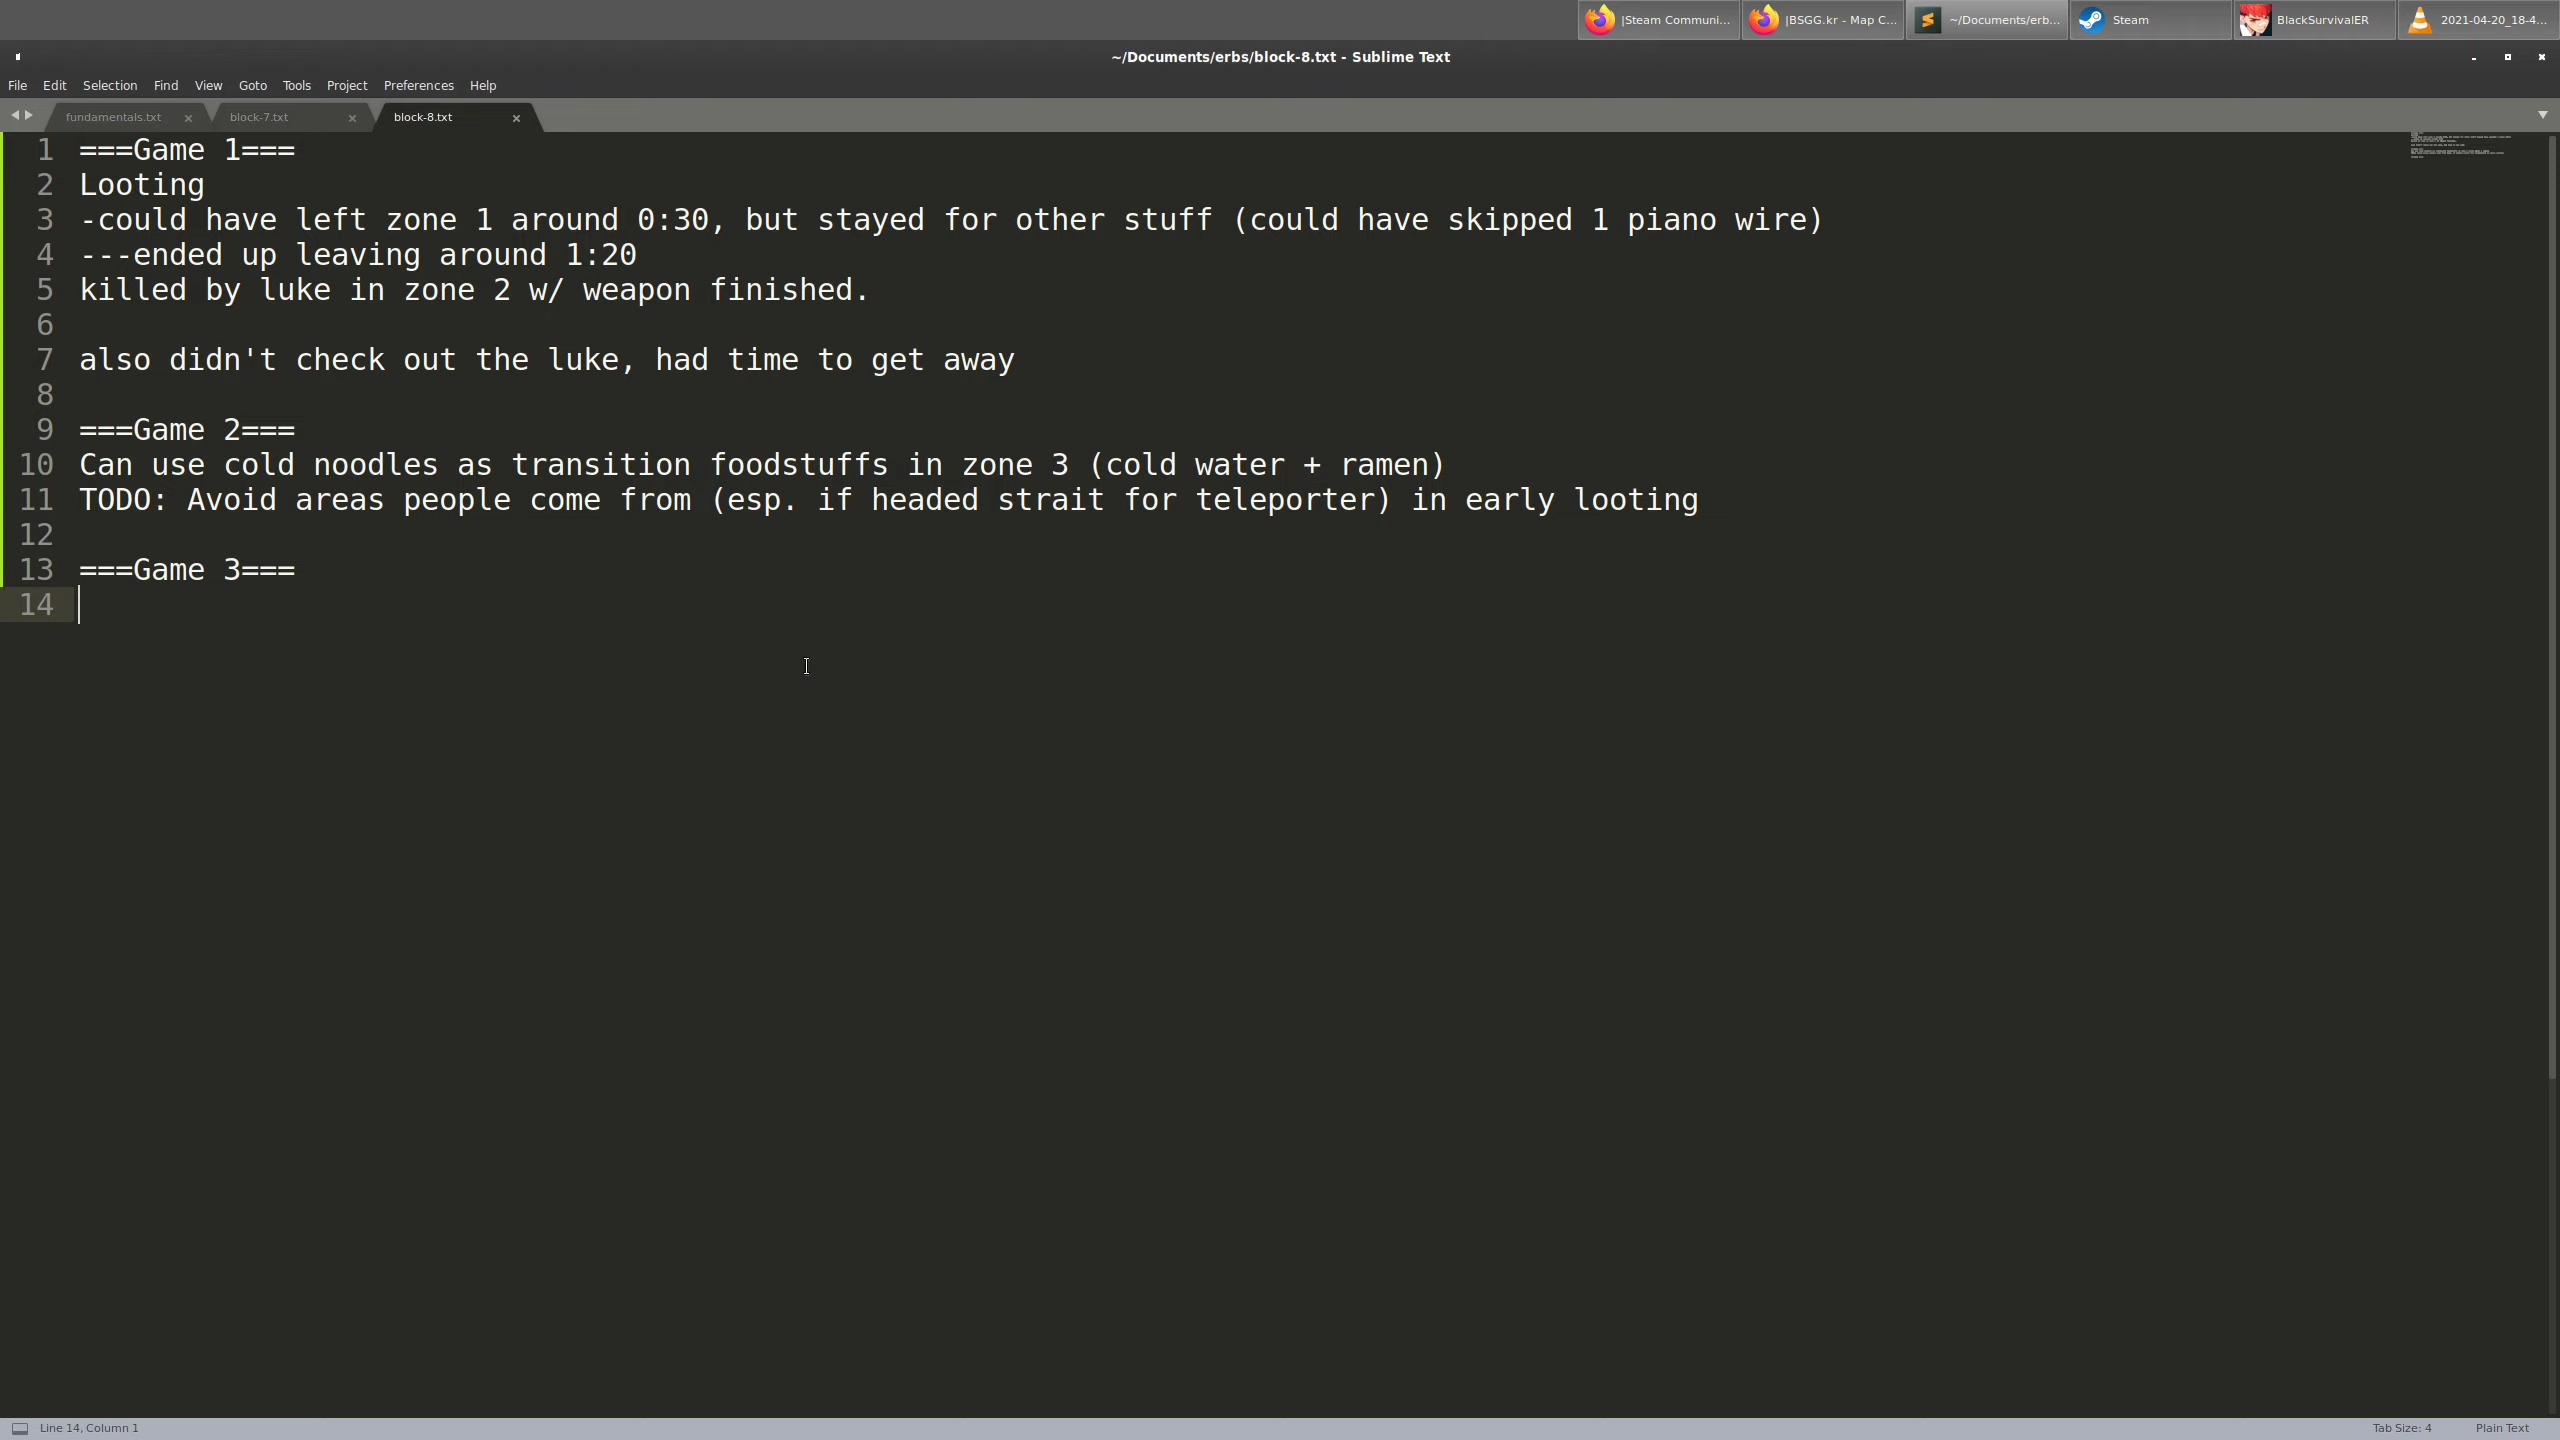 |Steam Communi...
|BSGG.kr - Map C...
~/Documents/erb...
Steam
BlackSurvivalER
2021-04-20_18-4...
~/Documents/erbs/block-8.txt - Sublime Text
File Edit Selection Find View Goto Tools Project Preferences Help
fundamentals.txt
block-7.txt
block-8.txt
1 ===Game 1===
2 Looting
3 -could have left zone 1 around 0:30, but stayed for other stuff (could have skipped 1 piano wire)
4 ---ended up leaving around 1:20
5 killed by luke in zone 2 w/ weapon finished.
6
7 also didn't check out the luke, had time to get away
8
9 ===Game 2===
10 Can use cold noodles as transition foodstuffs in zone 3 (cold water + ramen)
11 TODO: Avoid areas people come from (esp. if headed strait for teleporter) in early looting
12
13 ===Game 3===
14
Line 14, Column 1
Tab Size: 4
Plain Text